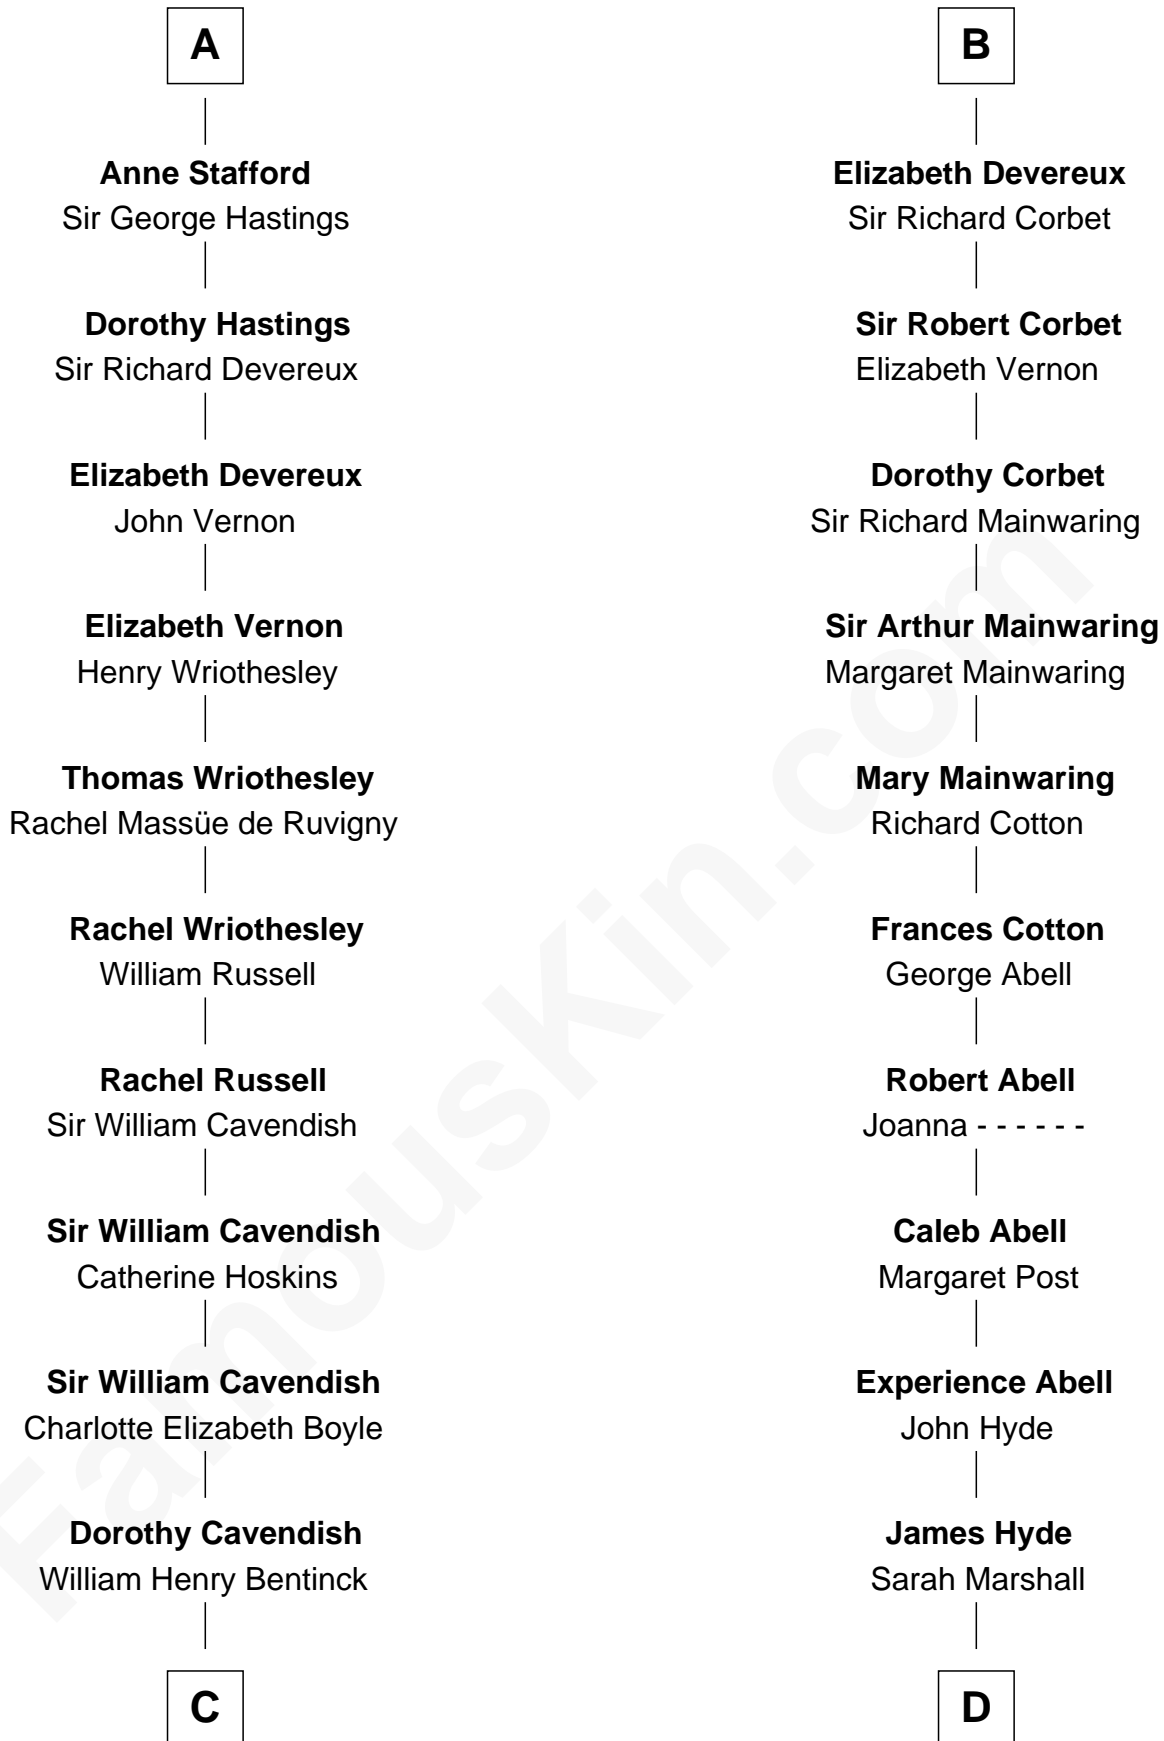 A
Anne Stafford
Sir George Hastings
Dorothy Hastings
Sir Richard Devereux
Elizabeth Devereux
John Vernon
Elizabeth Vernon
Henry Wriothesley
Thomas Wriothesley
Rachel Massüe de Ruvigny
Rachel Wriothesley
William Russell
Rachel Russell
Sir William Cavendish
Sir William Cavendish
Catherine Hoskins
Sir William Cavendish
Charlotte Elizabeth Boyle
Dorothy Cavendish
William Henry Bentinck
C
B
Elizabeth Devereux
Sir Richard Corbet
Sir Robert Corbet
Elizabeth Vernon
Dorothy Corbet
Sir Richard Mainwaring
Sir Arthur Mainwaring
Margaret Mainwaring
Mary Mainwaring
Richard Cotton
Frances Cotton
George Abell
Robert Abell
Joanna - - - - - -
Caleb Abell
Margaret Post
Experience Abell
John Hyde
James Hyde
Sarah Marshall
D
FamousKin.com